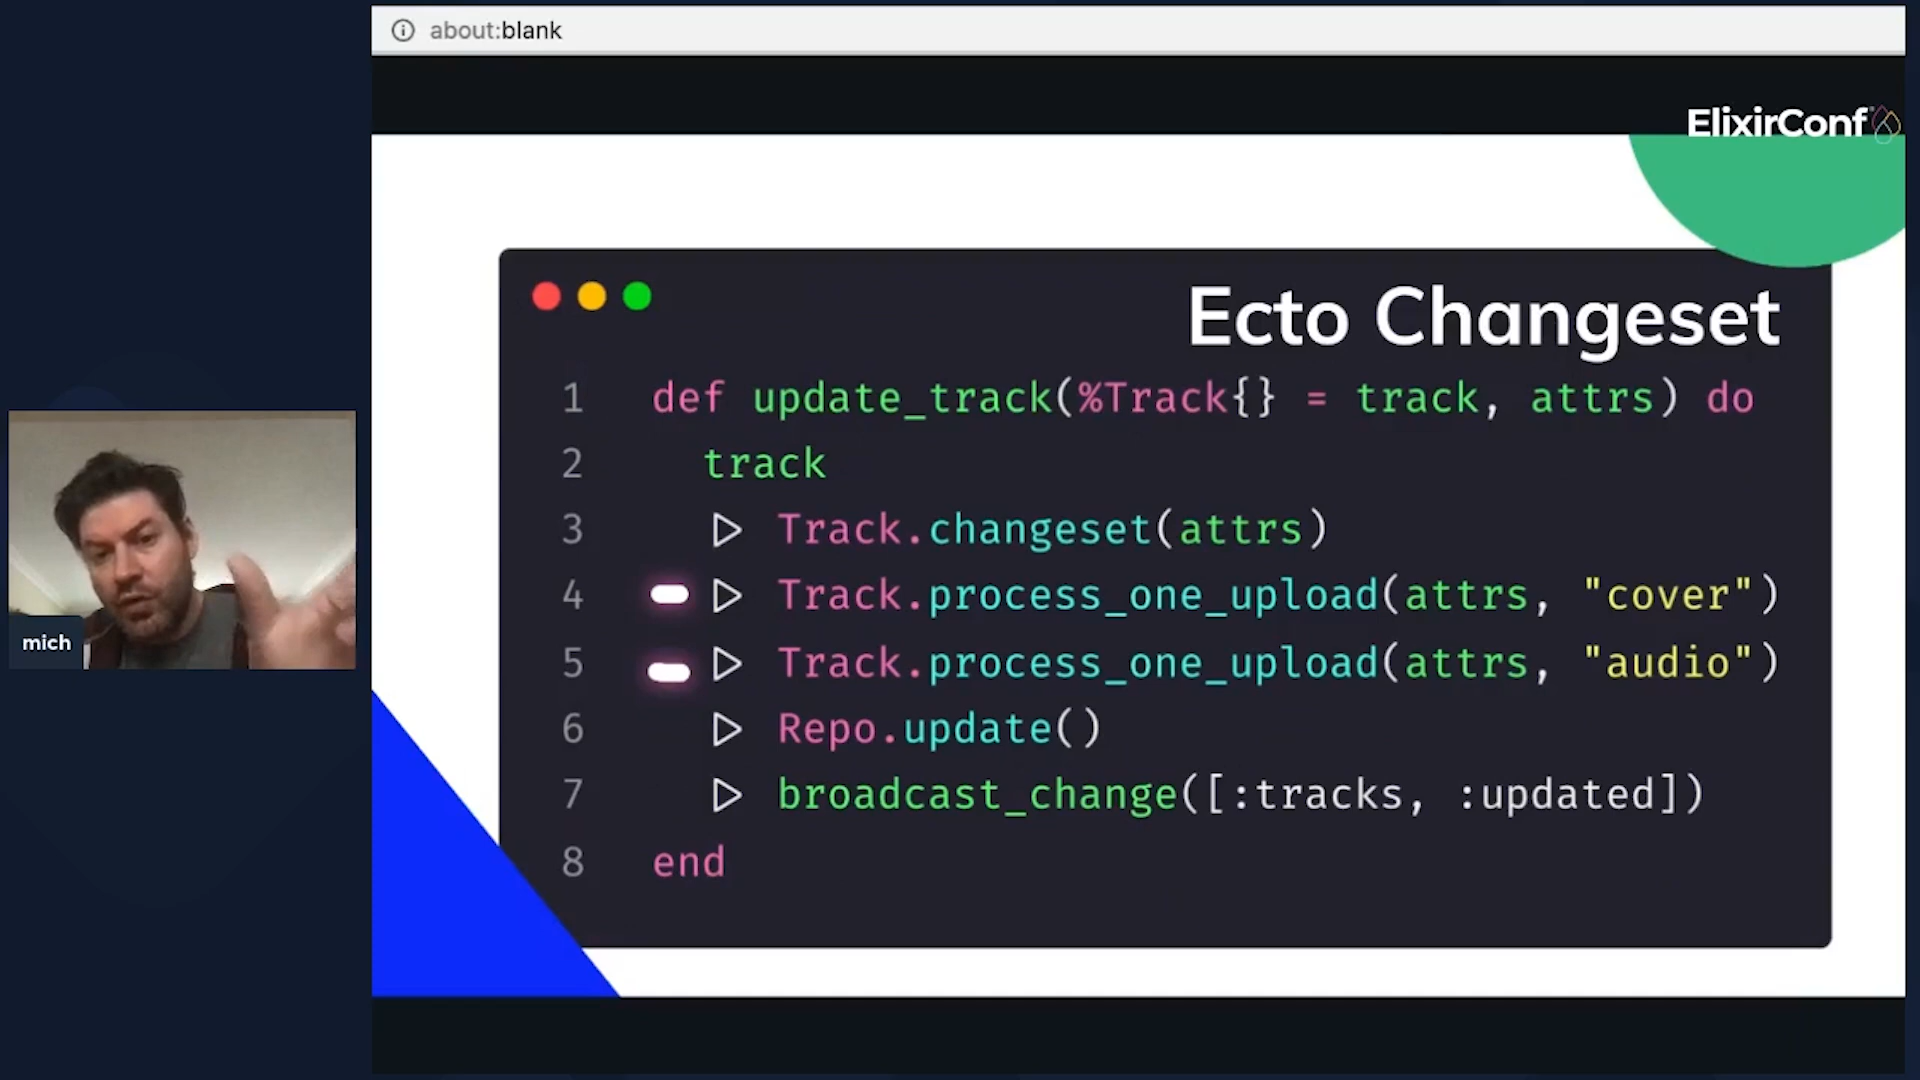 about:blank
ElixirConf
Ecto Changeset
1 def update_track(%Track{} = track, attrs) do
2 track
3 ▷ Track.changeset(attrs)
4 ▷ Track.process_one_upload(attrs, "cover")
5 ▷ Track.process_one_upload(attrs, "audio")
6 ▷ Repo.update()
7 ▷ broadcast_change([:tracks, :updated])
8 end
mich